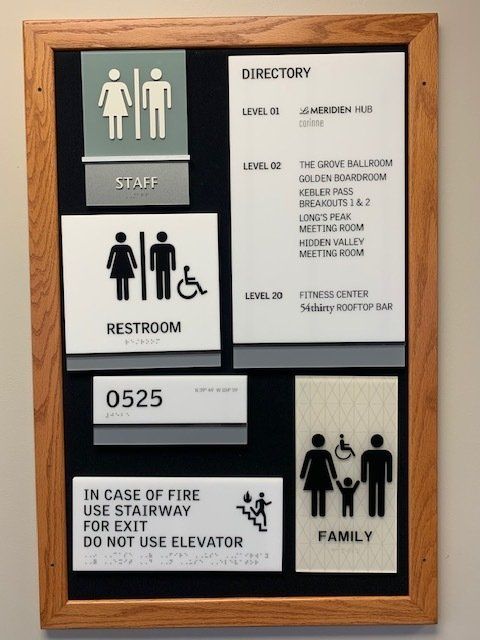 STAFF
DIRECTORY
LEVEL 01
Le MERIDIEN HUB
corinne
LEVEL 02
THE GROVE BALLROOM
GOLDEN BOARDROOM
KEBLER PASS
BREAKOUTS 1 & 2
LONG'S PEAK
MEETING ROOM
HIDDEN VALLEY
MEETING ROOM
LEVEL 20
FITNESS CENTER
54thirty ROOFTOP BAR
RESTROOM
0525
IN CASE OF FIRE
USE STAIRWAY
FOR EXIT
DO NOT USE ELEVATOR
FAMILY